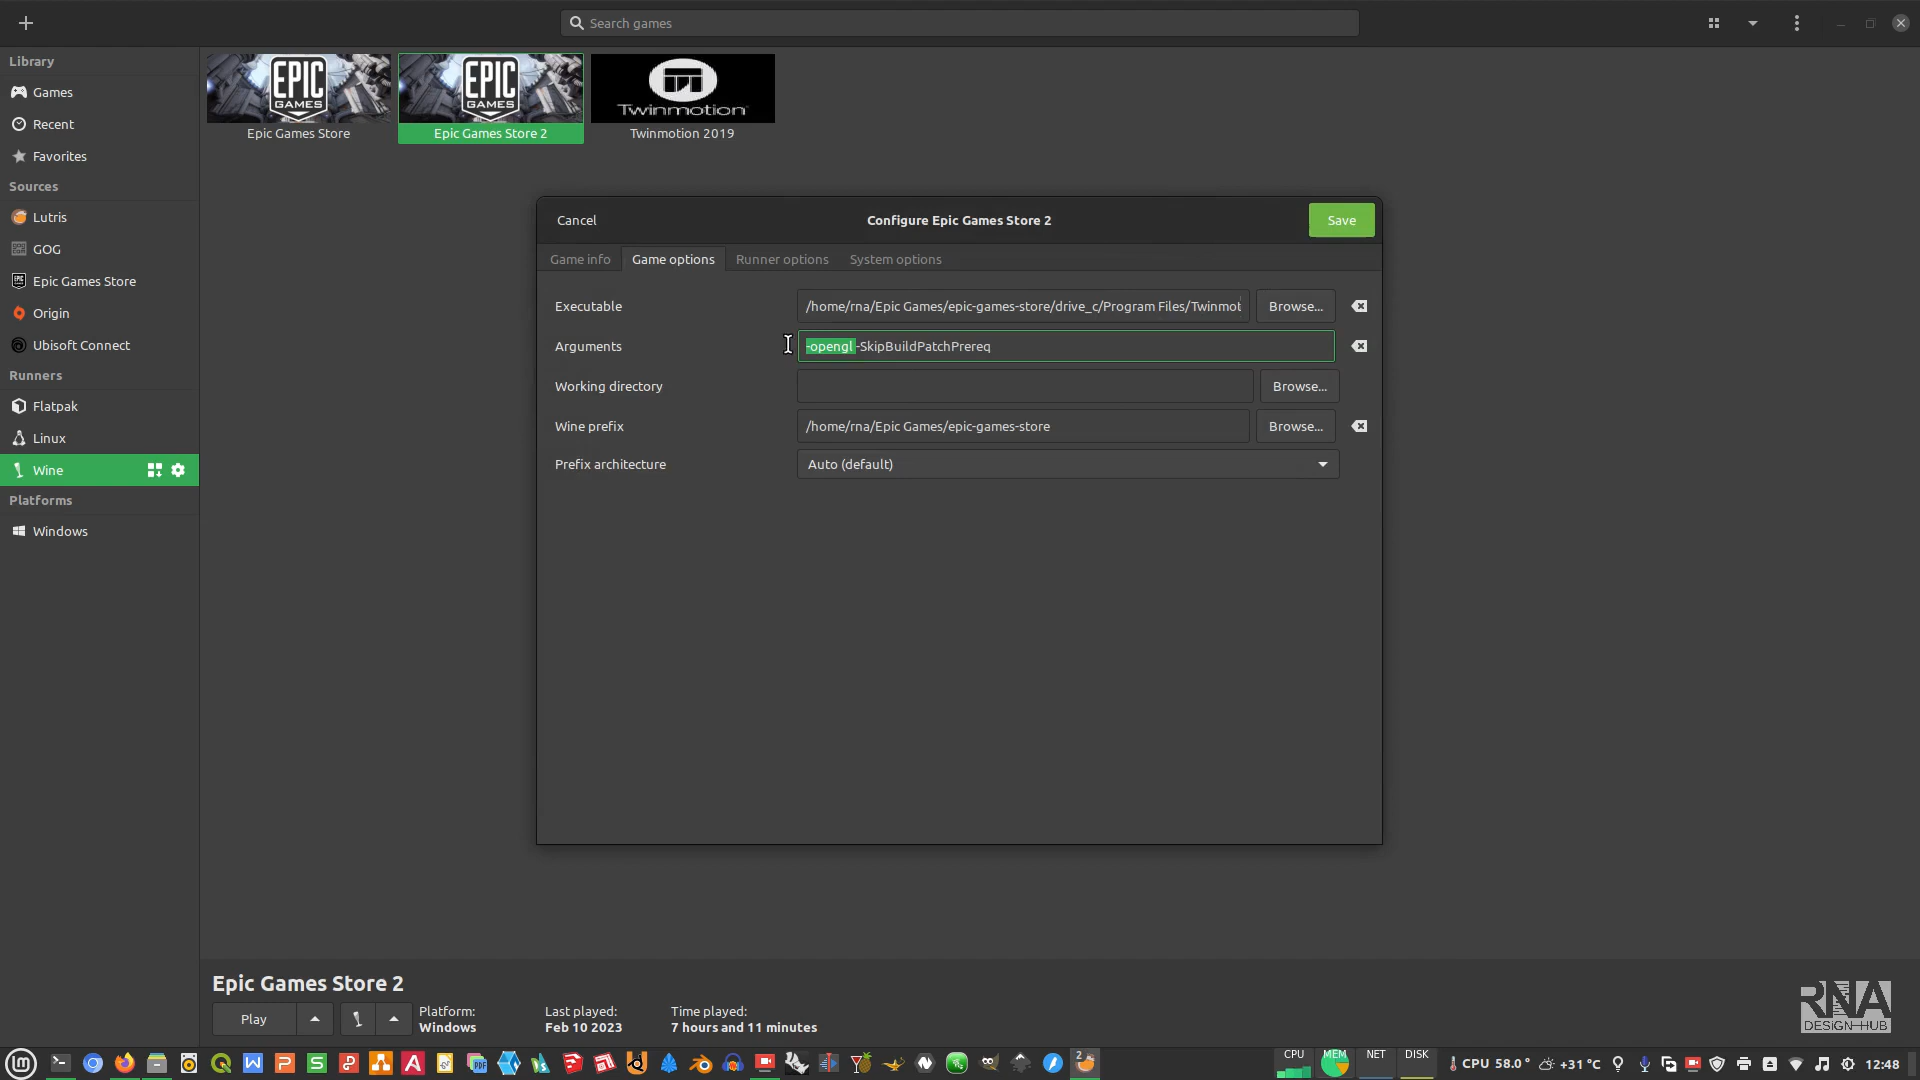 Search games
Library
Games
Recent
Favorites
Sources
Lutris
GOG
Epic Games Store
Origin
Ubisoft Connect
Runners
Flatpak
Linux
Wine
Platforms
Windows
EPIC GAMES
Epic Games Store
EPIC GAMES
Epic Games Store 2
Twinmotion
Twinmotion 2019
Cancel
Configure Epic Games Store 2
Save
Game info
Game options
Runner options
System options
Executable
/home/rna/Epic Games/epic-games-store/drive_c/Program Files/Twinmot
Browse...
Arguments
-opengl -SkipBuildPatchPrereq
Working directory
Browse...
Wine prefix
/home/rna/Epic Games/epic-games-store
Browse...
Prefix architecture
Auto (default)
Epic Games Store 2
Play
Platform:
Windows
Last played:
Feb 10 2023
Time played:
7 hours and 11 minutes
RNA
DESIGN-HUB
CPU
MEM
NET
DISK
CPU 58.0°
+31 °C
12:48